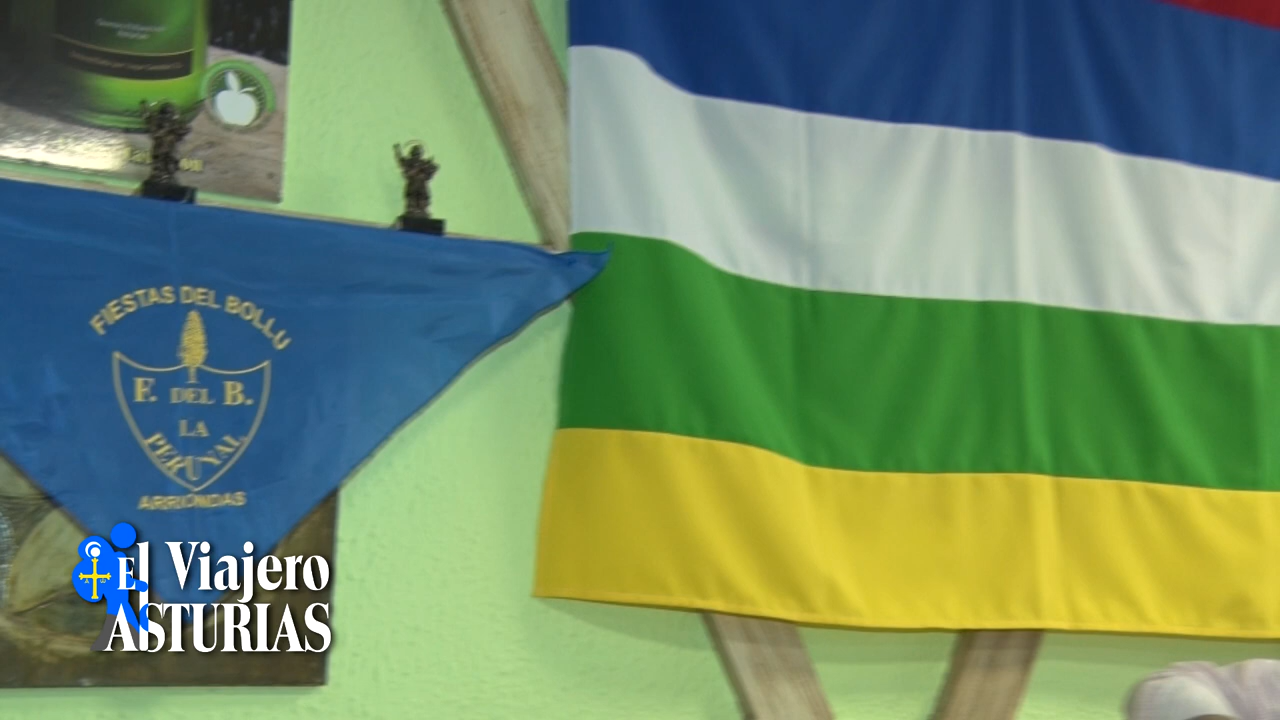 FIESTAS DEL BOLLU
F. DEL B.
LA
PERUYAL
ARRIONDAS
El Viajero
ASTURIAS